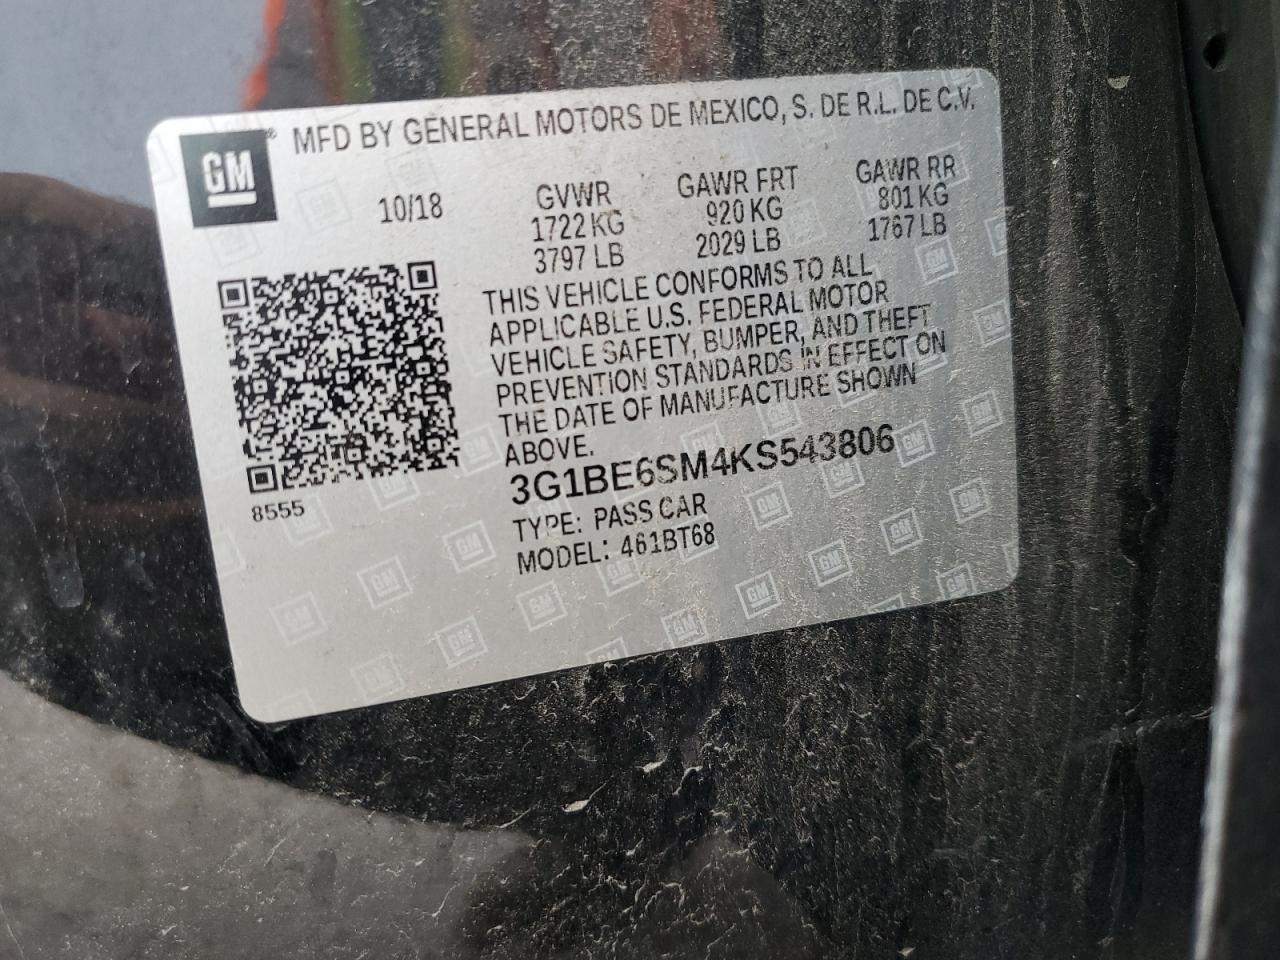 GM
MFD BY GENERAL MOTORS DE MEXICO, S. DE R.L. DE C.V.
10/18
GVWR
1722 KG
3797 LB
GAWR FRT
920 KG
2029 LB
GAWR RR
801 KG
1767 LB
THIS VEHICLE CONFORMS TO ALL
APPLICABLE U.S. FEDERAL MOTOR
VEHICLE SAFETY, BUMPER, AND THEFT
PREVENTION STANDARDS IN EFFECT ON
THE DATE OF MANUFACTURE SHOWN
ABOVE.
3G1BE6SM4KS543806
TYPE: PASS CAR
MODEL: 461BT68
8555